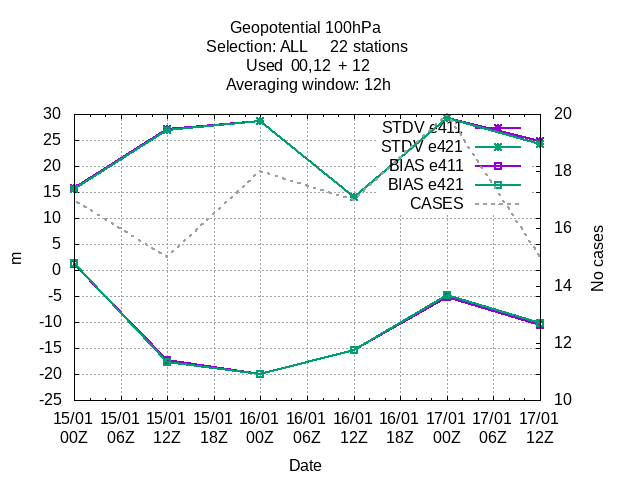 Geopotential 100hPa
Selection: ALL     22 stations
Used  00,12  + 12
Averaging window: 12h
30
25
20
15
10
5
0
-5
-10
-15
-20
-25
m
20
18
16
14
12
10
No cases
STDV e411
STDV e421
BIAS e411
BIAS e421
CASES
15/01 15/01 15/01 15/01 16/01 16/01 16/01 16/01 17/01 17/01 17/01
00Z 06Z 12Z 18Z 00Z 06Z 12Z 18Z 00Z 06Z 12Z
Date